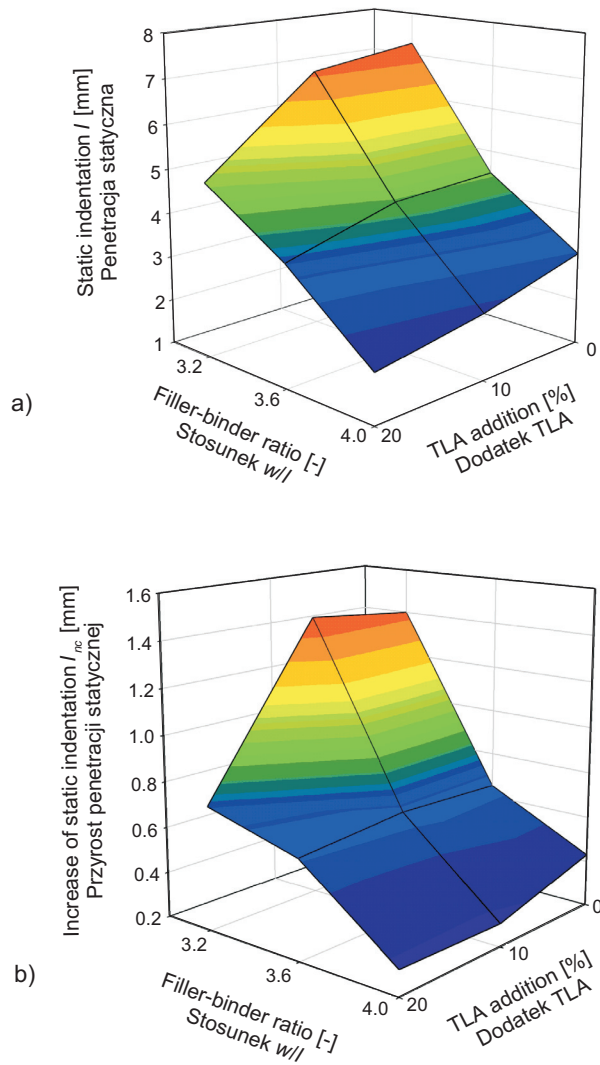 8
7
6
5
4
3
2
1
Static indentation I [mm]
Penetracja statyczna
3.2
3.6
4.0
Filler-binder ratio [-]
Stosunek w/l
20
10
0
TLA addition [%]
Dodatek TLA
a)
1.6
1.4
1.2
1.0
0.8
0.6
0.4
0.2
Increase of static indentation I nc [mm]
Przyrost penetracji statycznej
3.2
3.6
4.0
Filler-binder ratio [-]
Stosunek w/l
20
10
0
TLA addition [%]
Dodatek TLA
b)